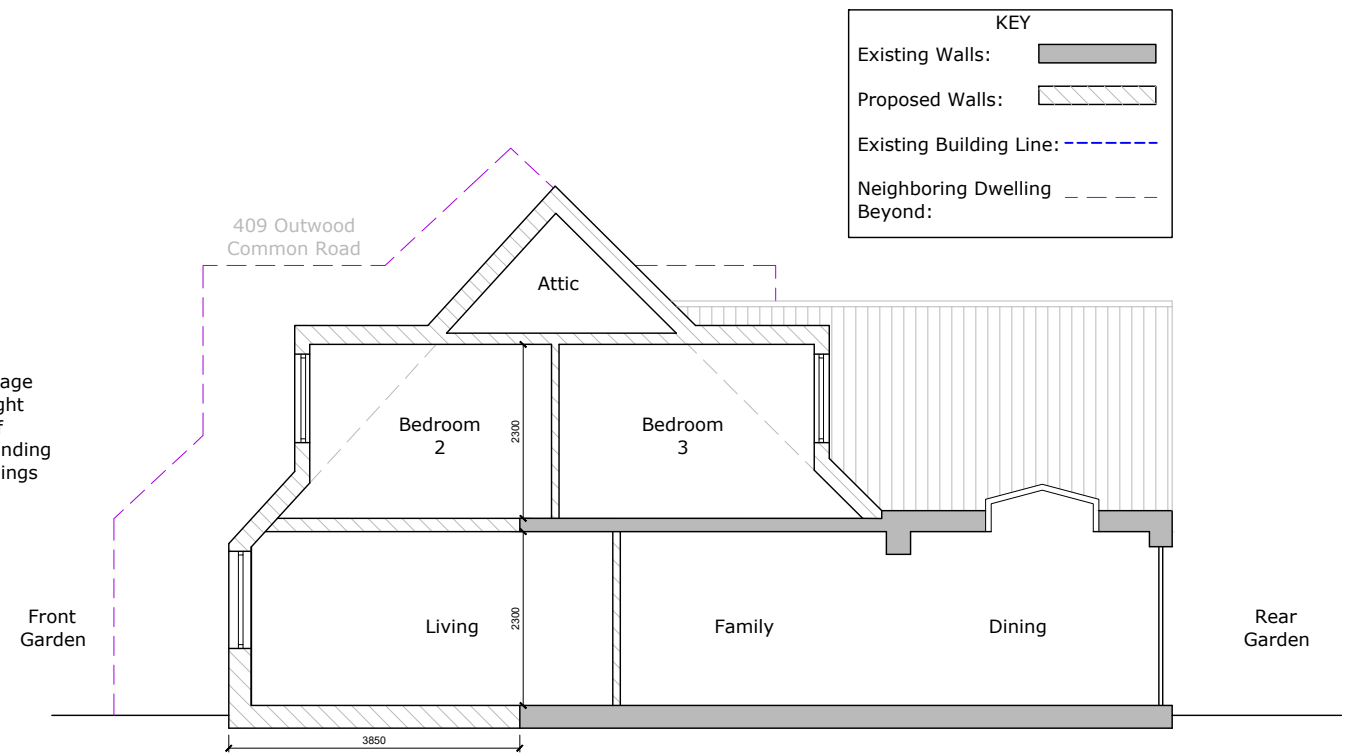 KEY
Existing Walls:
Proposed Walls:
Existing Building Line:
Neighboring Dwelling
Beyond:
409 Outwood
Common Road
Attic
Bedroom
2
2300
Bedroom
3
Front
Garden
Living
2300
Family
Dining
Rear
Garden
3850